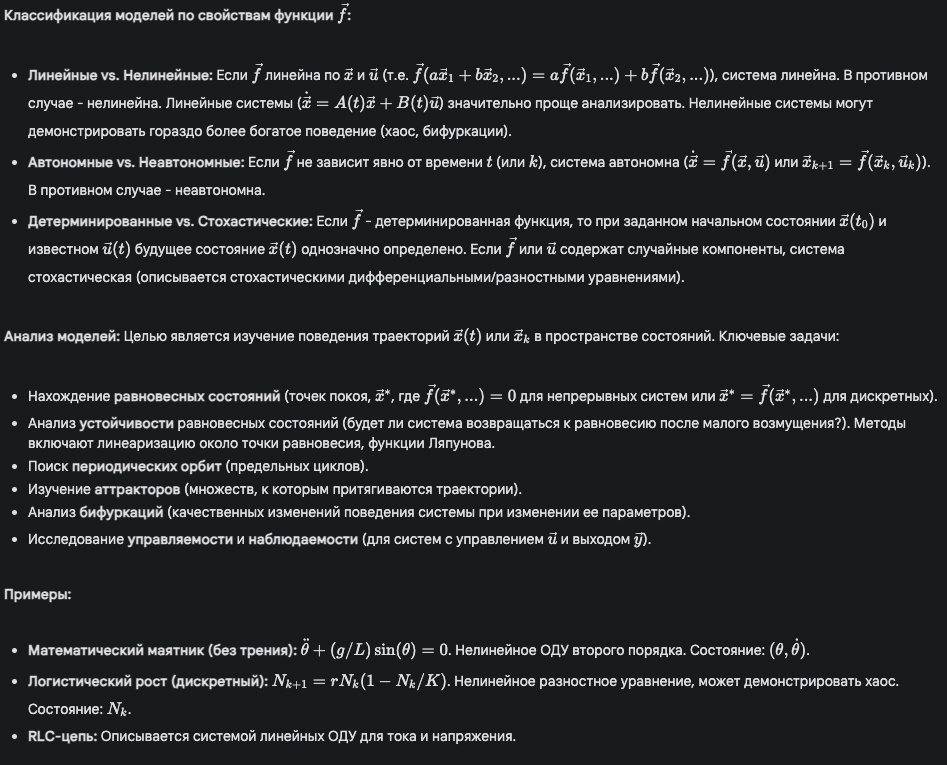 Классификация моделей по свойствам функции $\vec{f}$:
• Линейные vs. Нелинейные: Если $\vec{f}$ линейна по $\vec{x}$ и $\vec{u}$ (т.е. $\vec{f}(a\vec{x}_1 + b\vec{x}_2, ...) = a\vec{f}(\vec{x}_1, ...) + b\vec{f}(\vec{x}_2, ...)$), система линейна. В противном
случае - нелинейна. Линейные системы ($\dot{\vec{x}} = A(t)\vec{x} + B(t)\vec{u}$) значительно проще анализировать. Нелинейные системы могут
демонстрировать гораздо более богатое поведение (хаос, бифуркации).
• Автономные vs. Неавтономные: Если $\vec{f}$ не зависит явно от времени $t$ (или $k$), система автономна ($\dot{\vec{x}} = \vec{f}(\vec{x}, \vec{u})$ или $\vec{x}_{k+1} = \vec{f}(\vec{x}_k, \vec{u}_k)$).
В противном случае - неавтономна.
• Детерминированные vs. Стохастические: Если $\vec{f}$ - детерминированная функция, то при заданном начальном состоянии $\vec{x}(t_0)$ и
известном $\vec{u}(t)$ будущее состояние $\vec{x}(t)$ однозначно определено. Если $\vec{f}$ или $\vec{u}$ содержат случайные компоненты, система
стохастическая (описывается стохастическими дифференциальными/разностными уравнениями).
Анализ моделей: Целью является изучение поведения траекторий $\vec{x}(t)$ или $\vec{x}_k$ в пространстве состояний. Ключевые задачи:
• Нахождение равновесных состояний (точек покоя, $\vec{x}^*$, где $\vec{f}(\vec{x}^*, ...) = 0$ для непрерывных систем или $\vec{x}^* = \vec{f}(\vec{x}^*, ...)$ для дискретных).
• Анализ устойчивости равновесных состояний (будет ли система возвращаться к равновесию после малого возмущения?). Методы
включают линеаризацию около точки равновесия, функции Ляпунова.
• Поиск периодических орбит (предельных циклов).
• Изучение аттракторов (множеств, к которым притягиваются траектории).
• Анализ бифуркаций (качественных изменений поведения системы при изменении ее параметров).
• Исследование управляемости и наблюдаемости (для систем с управлением $\vec{u}$ и выходом $\vec{y}$).
Примеры:
• Математический маятник (без трения): $\ddot{\theta} + (g/L)\sin(\theta) = 0$. Нелинейное ОДУ второго порядка. Состояние: $(\theta, \dot{\theta})$.
• Логистический рост (дискретный): $N_{k+1} = rN_k(1 - N_k/K)$. Нелинейное разностное уравнение, может демонстрировать хаос.
Состояние: $N_k$.
• RLC-цепь: Описывается системой линейных ОДУ для тока и напряжения.